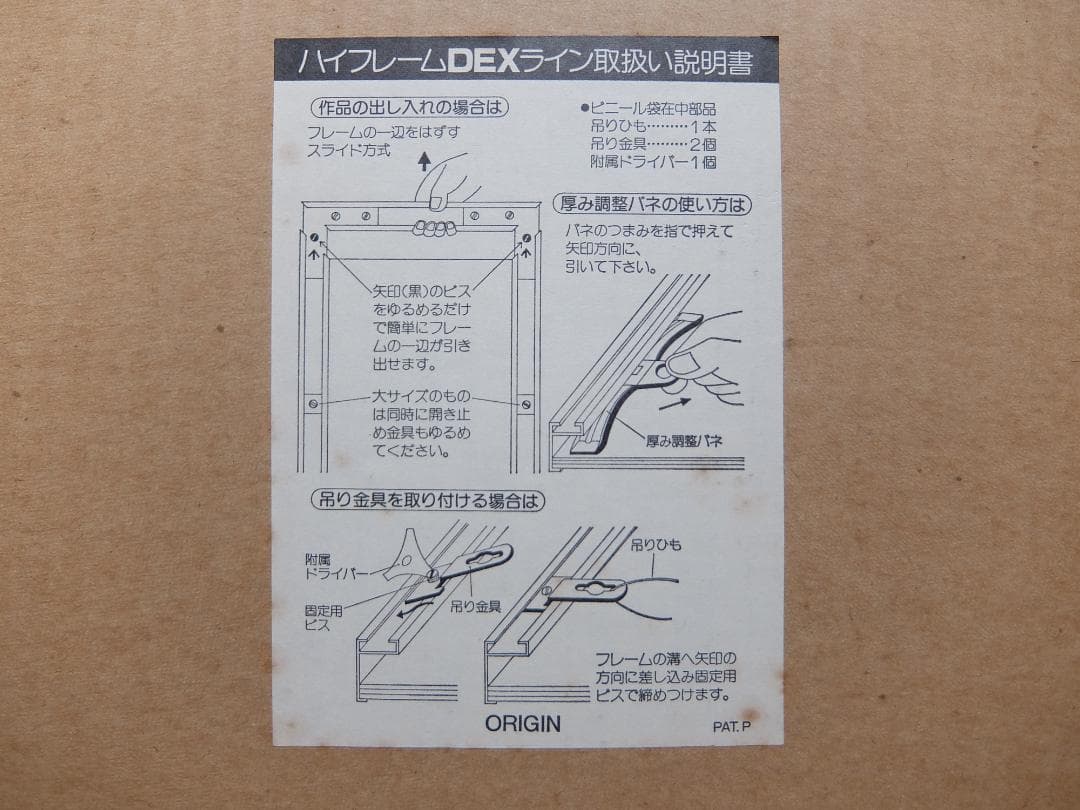 ハイフレームDEXライン取扱い説明書
作品の出し入れの場合は
フレームの一辺をはずす
スライド方式
矢印(黒)のビス
をゆるめるだけ
で簡単にフレー
ムの一辺が引き
出せます。
大サイズのもの
は同時に開き止
め金具もゆるめ
てください。
●ビニール袋在中部品
吊りひも………1本
吊り金具………2個
附属ドライバー1個
厚み調整バネの使い方は
バネのつまみを指で押えて
矢印方向に、
引いて下さい。
厚み調整バネ
吊り金具を取り付ける場合は
附属
ドライバー
固定用
ビス
吊り金具
吊りひも
フレームの溝へ矢印の
方向に差し込み固定用
ビスで締めつけます。
ORIGIN
PAT. P